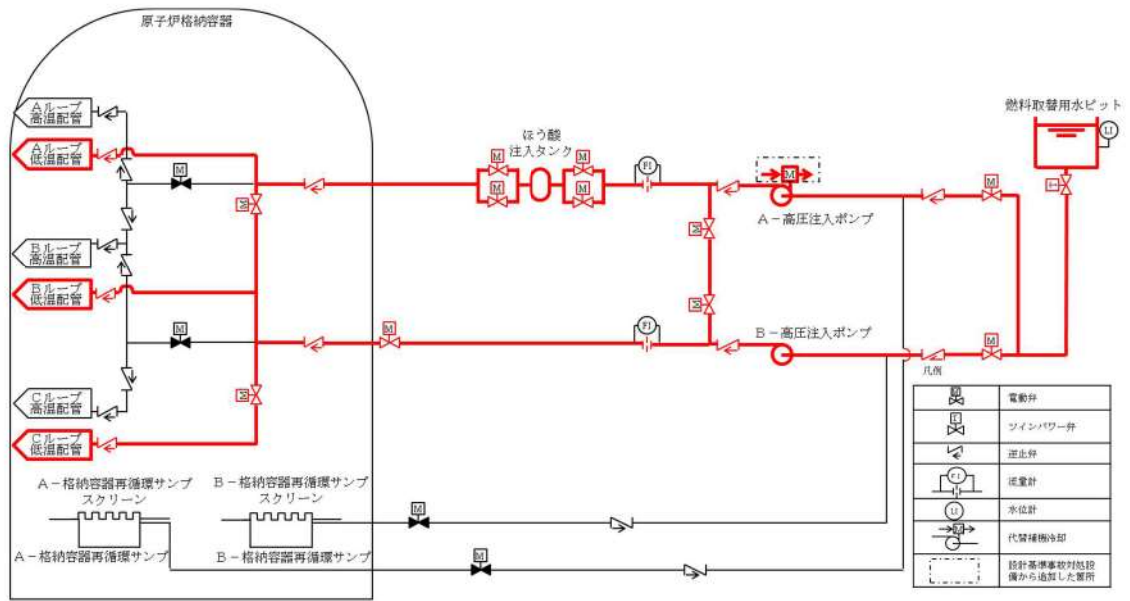 原子炉格納容器
Aループ
高温配管
Aループ
低温配管
M
M
Bループ
高温配管
Bループ
低温配管
M
Cループ
高温配管
Cループ
低温配管
M
ほう酸
注入タンク
M
M
M
M
FI
M
A-高圧注入ポンプ
M
M
M
FI
B-高圧注入ポンプ
M
M
燃料取替用水ピット
LI
T
A-格納容器再循環サンプ
スクリーン
A-格納容器再循環サンプ
B-格納容器再循環サンプ
スクリーン
B-格納容器再循環サンプ
M
M
凡例
M
電動弁
T
ツインパワー弁
逆止弁
FI
流量計
LI
水位計
M
代替補機冷却
設計基準事故対処設
備から追加した箇所